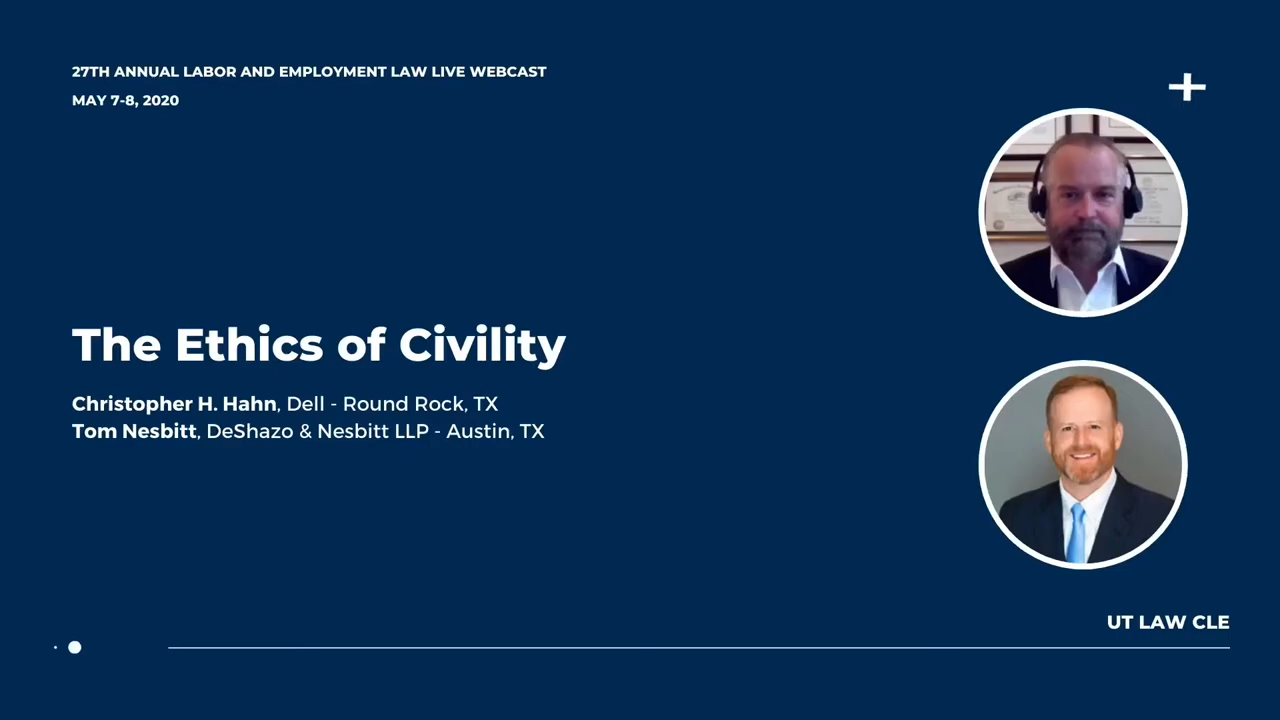 27TH ANNUAL LABOR AND EMPLOYMENT LAW LIVE WEBCAST
MAY 7-8, 2020
The Ethics of Civility
Christopher H. Hahn, Dell - Round Rock, TX
Tom Nesbitt, DeShazo & Nesbitt LLP - Austin, TX
UT LAW CLE